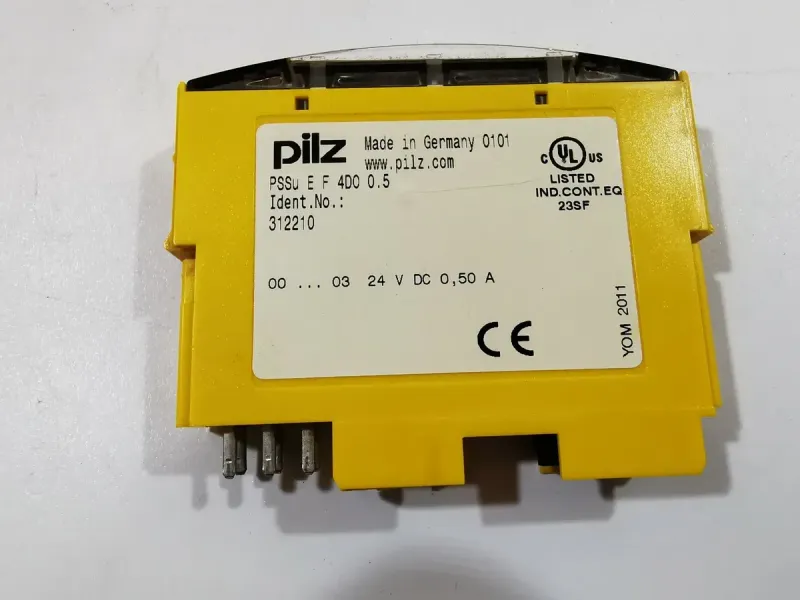 pilz Made in Germany 0101
www.pilz.com
PSSu E F 4DO 0.5
Ident.No.:
312210
00 ... 03 24 V DC 0,50 A
C UL US
LISTED
IND.CONT.EQ
23SF
CE
YOM 2011